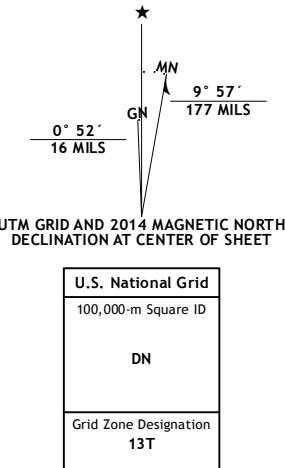 ★
MN
GN
9° 57´
177 MILS
0° 52´
16 MILS
UTM GRID AND 2014 MAGNETIC NORTH
DECLINATION AT CENTER OF SHEET
U.S. National Grid
100,000-m Square ID
DN
Grid Zone Designation
13T